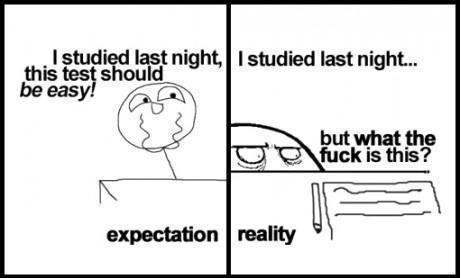 I studied last night,
this test should
be easy!
expectation
I studied last night...
but what the
fuck is this?
reality